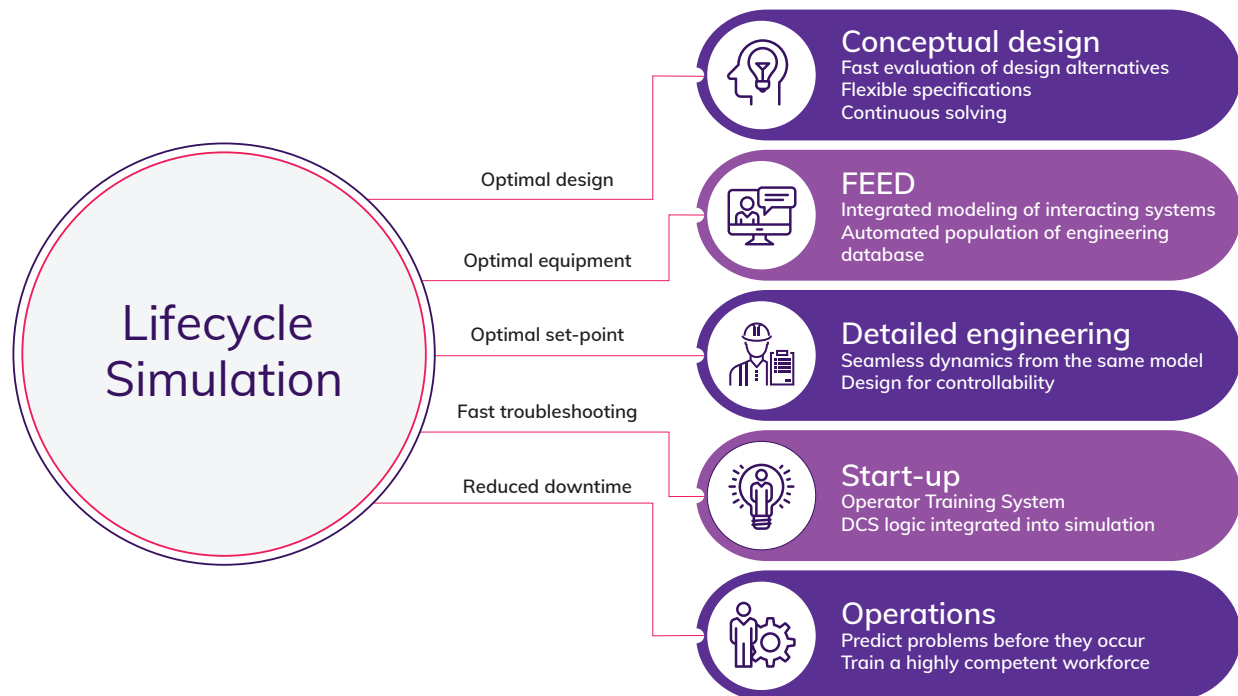 Lifecycle
Simulation
Optimal design
Optimal equipment
Optimal set-point
Fast troubleshooting
Reduced downtime
Conceptual design
Fast evaluation of design alternatives
Flexible specifications
Continuous solving
FEED
Integrated modeling of interacting systems
Automated population of engineering
database
Detailed engineering
Seamless dynamics from the same model
Design for controllability
Start-up
Operator Training System
DCS logic integrated into simulation
Operations
Predict problems before they occur
Train a highly competent workforce